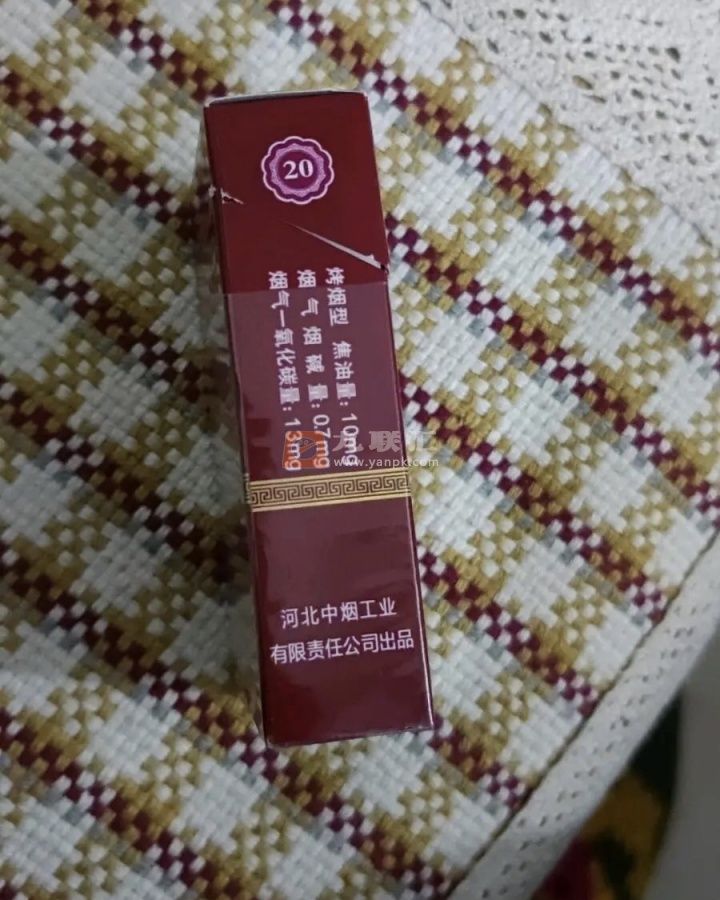 20
烤烟型 焦油量:10mg
烟气烟碱量:0.7mg
烟气一氧化碳量:13mg
www.yanpk.com
河北中烟工业
有限责任公司出品